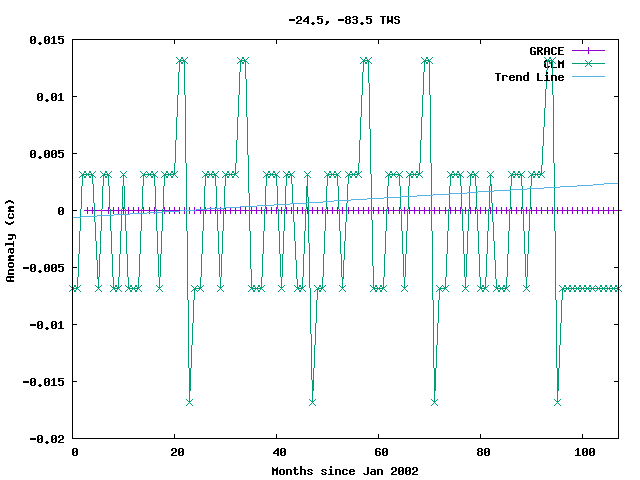 -24.5, -83.5 TWS
GRACE
CLM
Trend Line
0.015
0.01
0.005
0
-0.005
-0.01
-0.015
-0.02
Anomaly (cm)
0 20 40 60 80 100
Months since Jan 2002